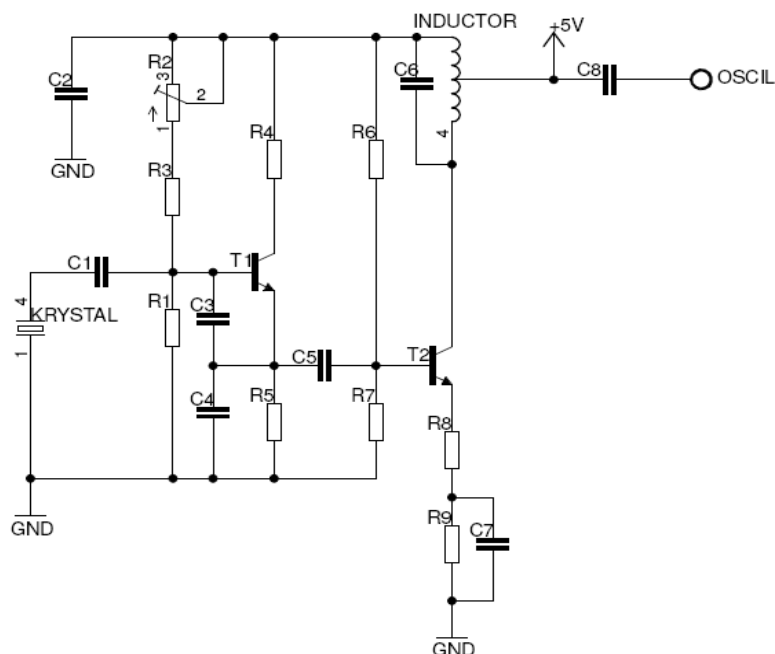 INDUCTOR
+5V
C2
R2
3
2
1
C6
C8
OSCIL
GND
R4
R6
4
R3
C1
T1
4
KRYSTAL
1
R1
C3
C5
T2
C4
R5
R7
R8
GND
R9
C7
GND